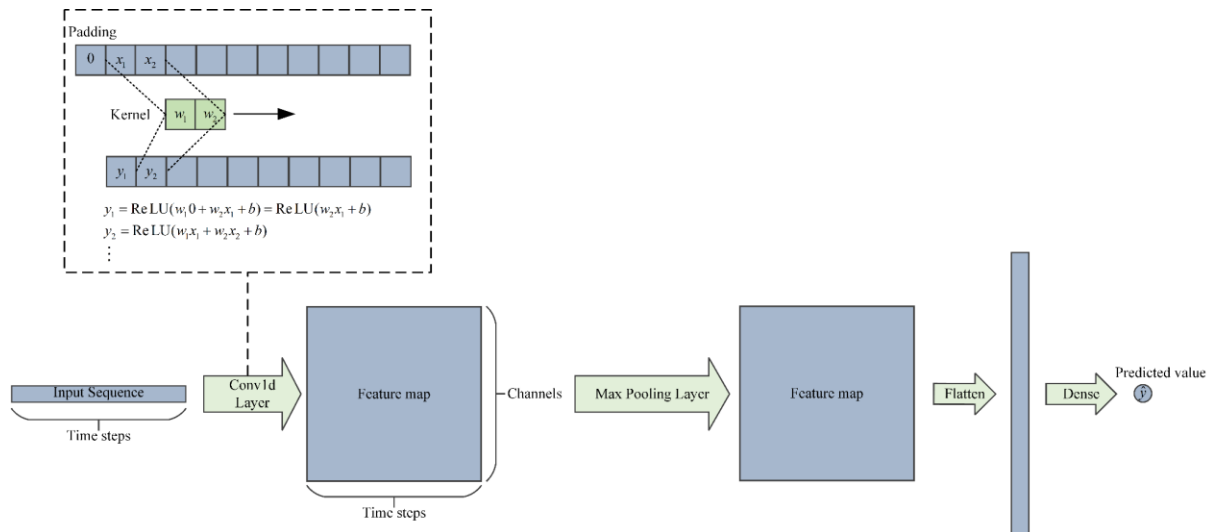 Padding
0 x₁ x₂
Kernel
w₁ w₂
y₁ y₂
y₁ = ReLU(w₁0 + w₂x₁ + b) = ReLU(w₂x₁ + b)
y₂ = ReLU(w₁x₁ + w₂x₂ + b)
⋮
Input Sequence
Time steps
Conv1d
Layer
Feature map
Channels
Time steps
Max Pooling Layer
Feature map
Flatten
Dense
Predicted value
ŷ